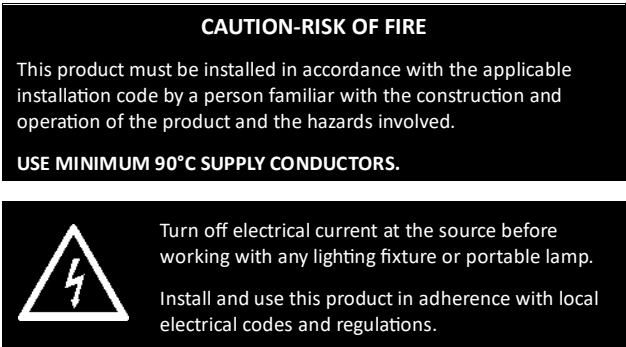 CAUTION-RISK OF FIRE
This product must be installed in accordance with the applicable
installation code by a person familiar with the construction and
operation of the product and the hazards involved.
USE MINIMUM 90°C SUPPLY CONDUCTORS.
Turn off electrical current at the source before
working with any lighting fixture or portable lamp.
Install and use this product in adherence with local
electrical codes and regulations.